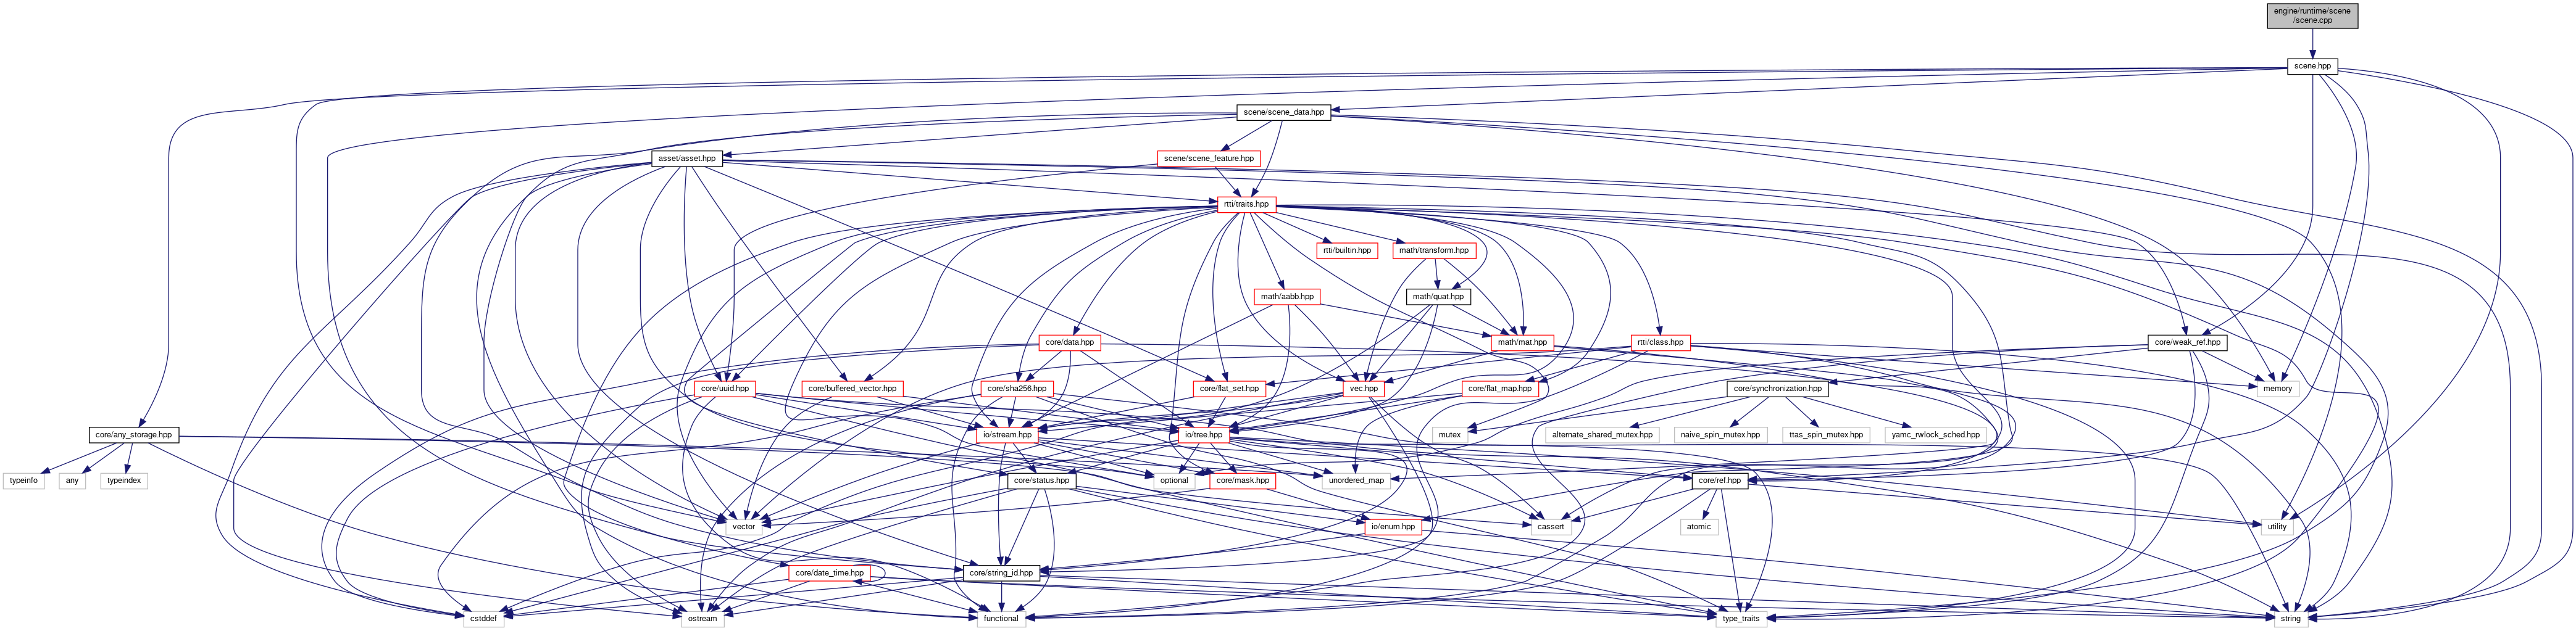 engine/runtime/scene
/scene.cpp
scene.hpp
scene/scene_data.hpp
asset/asset.hpp
scene/scene_feature.hpp
rtti/traits.hpp
rtti/builtin.hpp
math/transform.hpp
math/aabb.hpp
math/quat.hpp
core/data.hpp
math/mat.hpp
rtti/class.hpp
core/weak_ref.hpp
core/uuid.hpp
core/buffered_vector.hpp
core/sha256.hpp
core/flat_set.hpp
vec.hpp
core/flat_map.hpp
core/synchronization.hpp
memory
core/any_storage.hpp
io/stream.hpp
io/tree.hpp
mutex
alternate_shared_mutex.hpp
naive_spin_mutex.hpp
ttas_spin_mutex.hpp
yamc_rwlock_sched.hpp
typeinfo
any
typeindex
core/status.hpp
optional
core/mask.hpp
unordered_map
core/ref.hpp
vector
io/enum.hpp
cassert
atomic
utility
core/date_time.hpp
core/string_id.hpp
cstddef
ostream
functional
type_traits
string